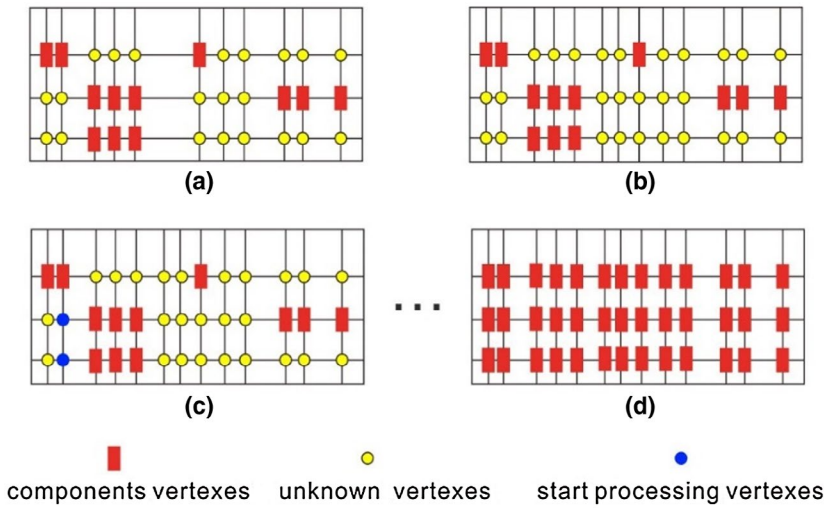 (a)
(b)
(c)
...
(d)
components vertexes
unknown vertexes
start processing vertexes